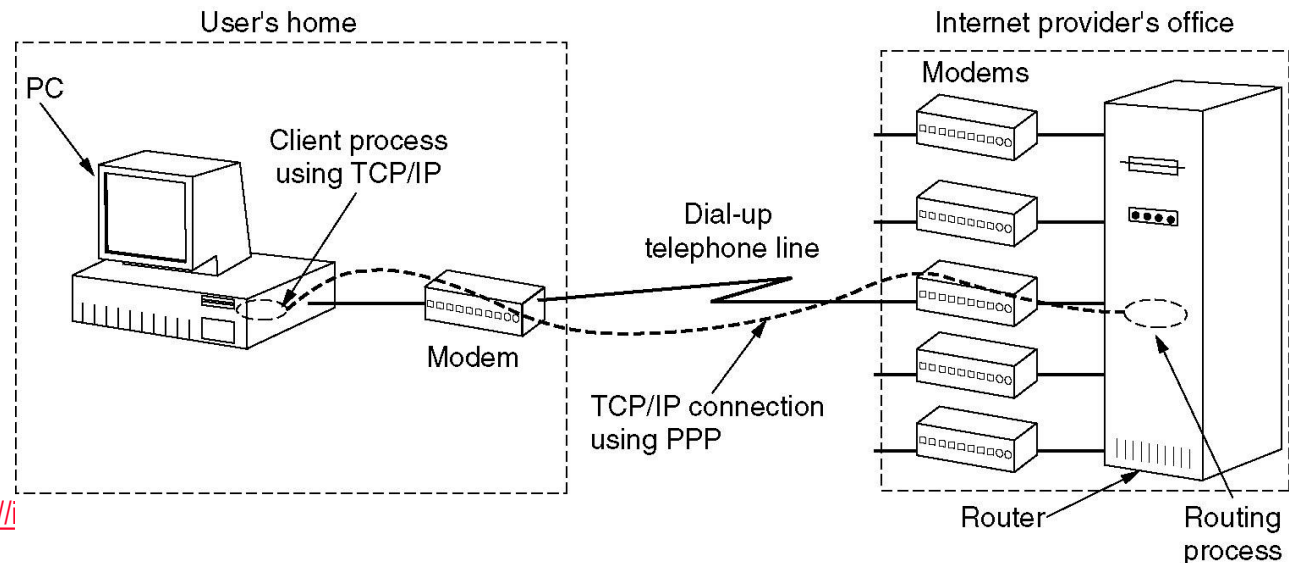 User's home
Internet provider's office
PC
Client process
using TCP/IP
Modem
Dial-up
telephone line
TCP/IP connection
using PPP
Modems
Router
Routing
process
//i